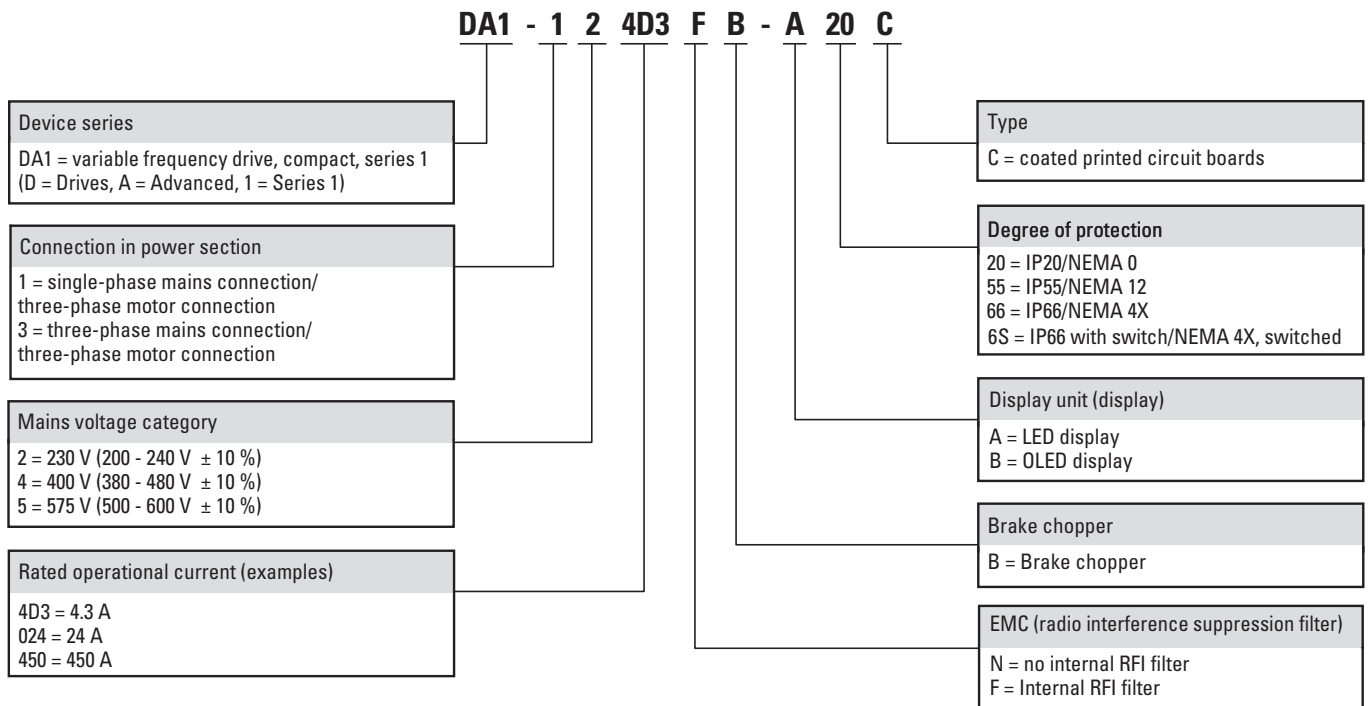 DA1 - 1 2 4D3 F B - A 20 C
Device series
DA1 = variable frequency drive, compact, series 1
(D = Drives, A = Advanced, 1 = Series 1)
Connection in power section
1 = single-phase mains connection/
three-phase motor connection
3 = three-phase mains connection/
three-phase motor connection
Mains voltage category
2 = 230 V (200 - 240 V ± 10 %)
4 = 400 V (380 - 480 V ± 10 %)
5 = 575 V (500 - 600 V ± 10 %)
Rated operational current (examples)
4D3 = 4.3 A
024 = 24 A
450 = 450 A
Type
C = coated printed circuit boards
Degree of protection
20 = IP20/NEMA 0
55 = IP55/NEMA 12
66 = IP66/NEMA 4X
6S = IP66 with switch/NEMA 4X, switched
Display unit (display)
A = LED display
B = OLED display
Brake chopper
B = Brake chopper
EMC (radio interference suppression filter)
N = no internal RFI filter
F = Internal RFI filter